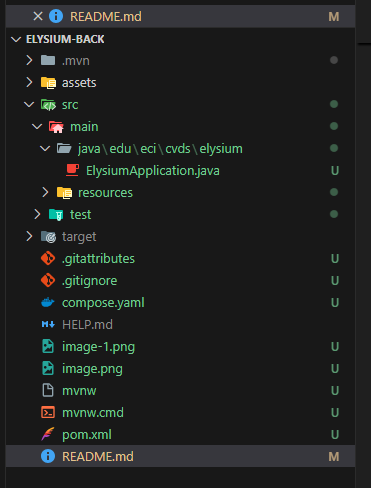 README.md M
ELYSIUM-BACK
.mvn
assets
src
main
java\edu\eci\cvds\elysium
ElysiumApplication.java U
resources
test
target
.gitattributes U
.gitignore U
compose.yaml U
HELP.md
image-1.png U
image.png U
mvnw U
mvnw.cmd U
pom.xml U
README.md M